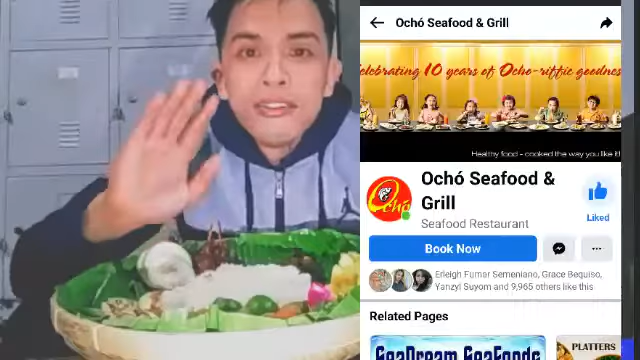 Ochó Seafood & Grill
Celebrating 10 years of Ocho-riffic goodness
Healthy food - cooked the way you like it!
Ochó
Ochó Seafood &
Grill
Seafood Restaurant
Liked
Book Now
Erleigh Fumar Semeniano, Grace Bequiso,
Yanzyl Suyom and 9,965 others like this
Related Pages
SeaDream SeaFoods
PLATTERS